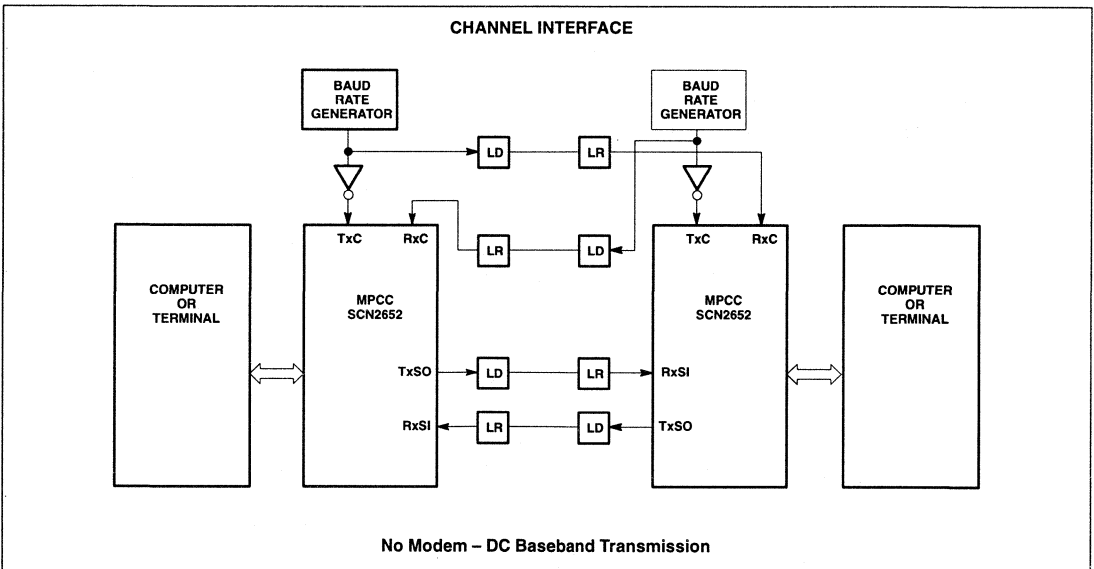 CHANNEL INTERFACE
BAUD
RATE
GENERATOR
BAUD
RATE
GENERATOR
LD
LR
TxC
RxC
LR
LD
TxC
RxC
COMPUTER
OR
TERMINAL
MPCC
SCN2652
MPCC
SCN2652
COMPUTER
OR
TERMINAL
TxSO
LD
LR
RxSI
RxSI
LR
LD
TxSO
No Modem – DC Baseband Transmission